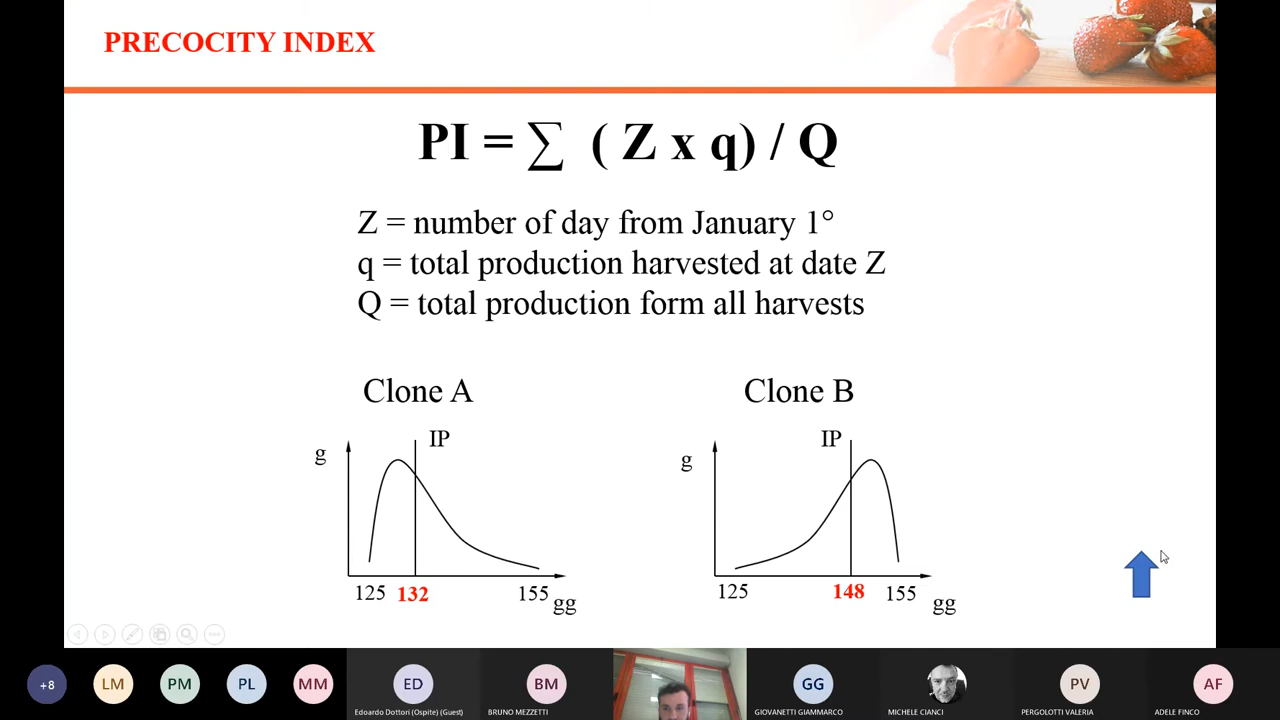 PRECOCITY INDEX
PI = ∑ ( Z x q) / Q
Z = number of day from January 1°
q = total production harvested at date Z
Q = total production form all harvests
Clone A
Clone B
IP
IP
g
g
125
132
155
gg
125
148
155
gg
+8
LM
PM
PL
MM
ED
BM
GG
PV
AF
Edoardo Dottori (Ospite) (Guest)
BRUNO MEZZETTI
GIOVANETTI GIAMMARCO
MICHELE CIANCI
PERGOLOTTI VALERIA
ADELE FINCO